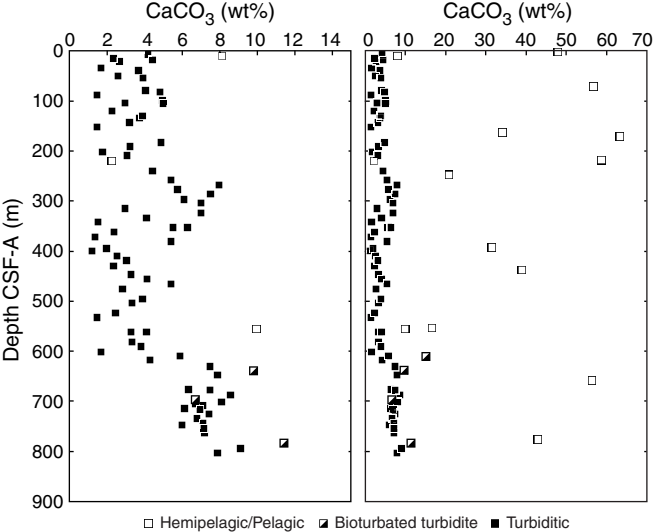 CaCO3 (wt%)
CaCO3 (wt%)
0 2 4 6 8 10 12 14
0 10 20 30 40 50 60 70
Depth CSF-A (m)
0
100
200
300
400
500
600
700
800
900
Hemipelagic/Pelagic Bioturbated turbidite Turbiditic